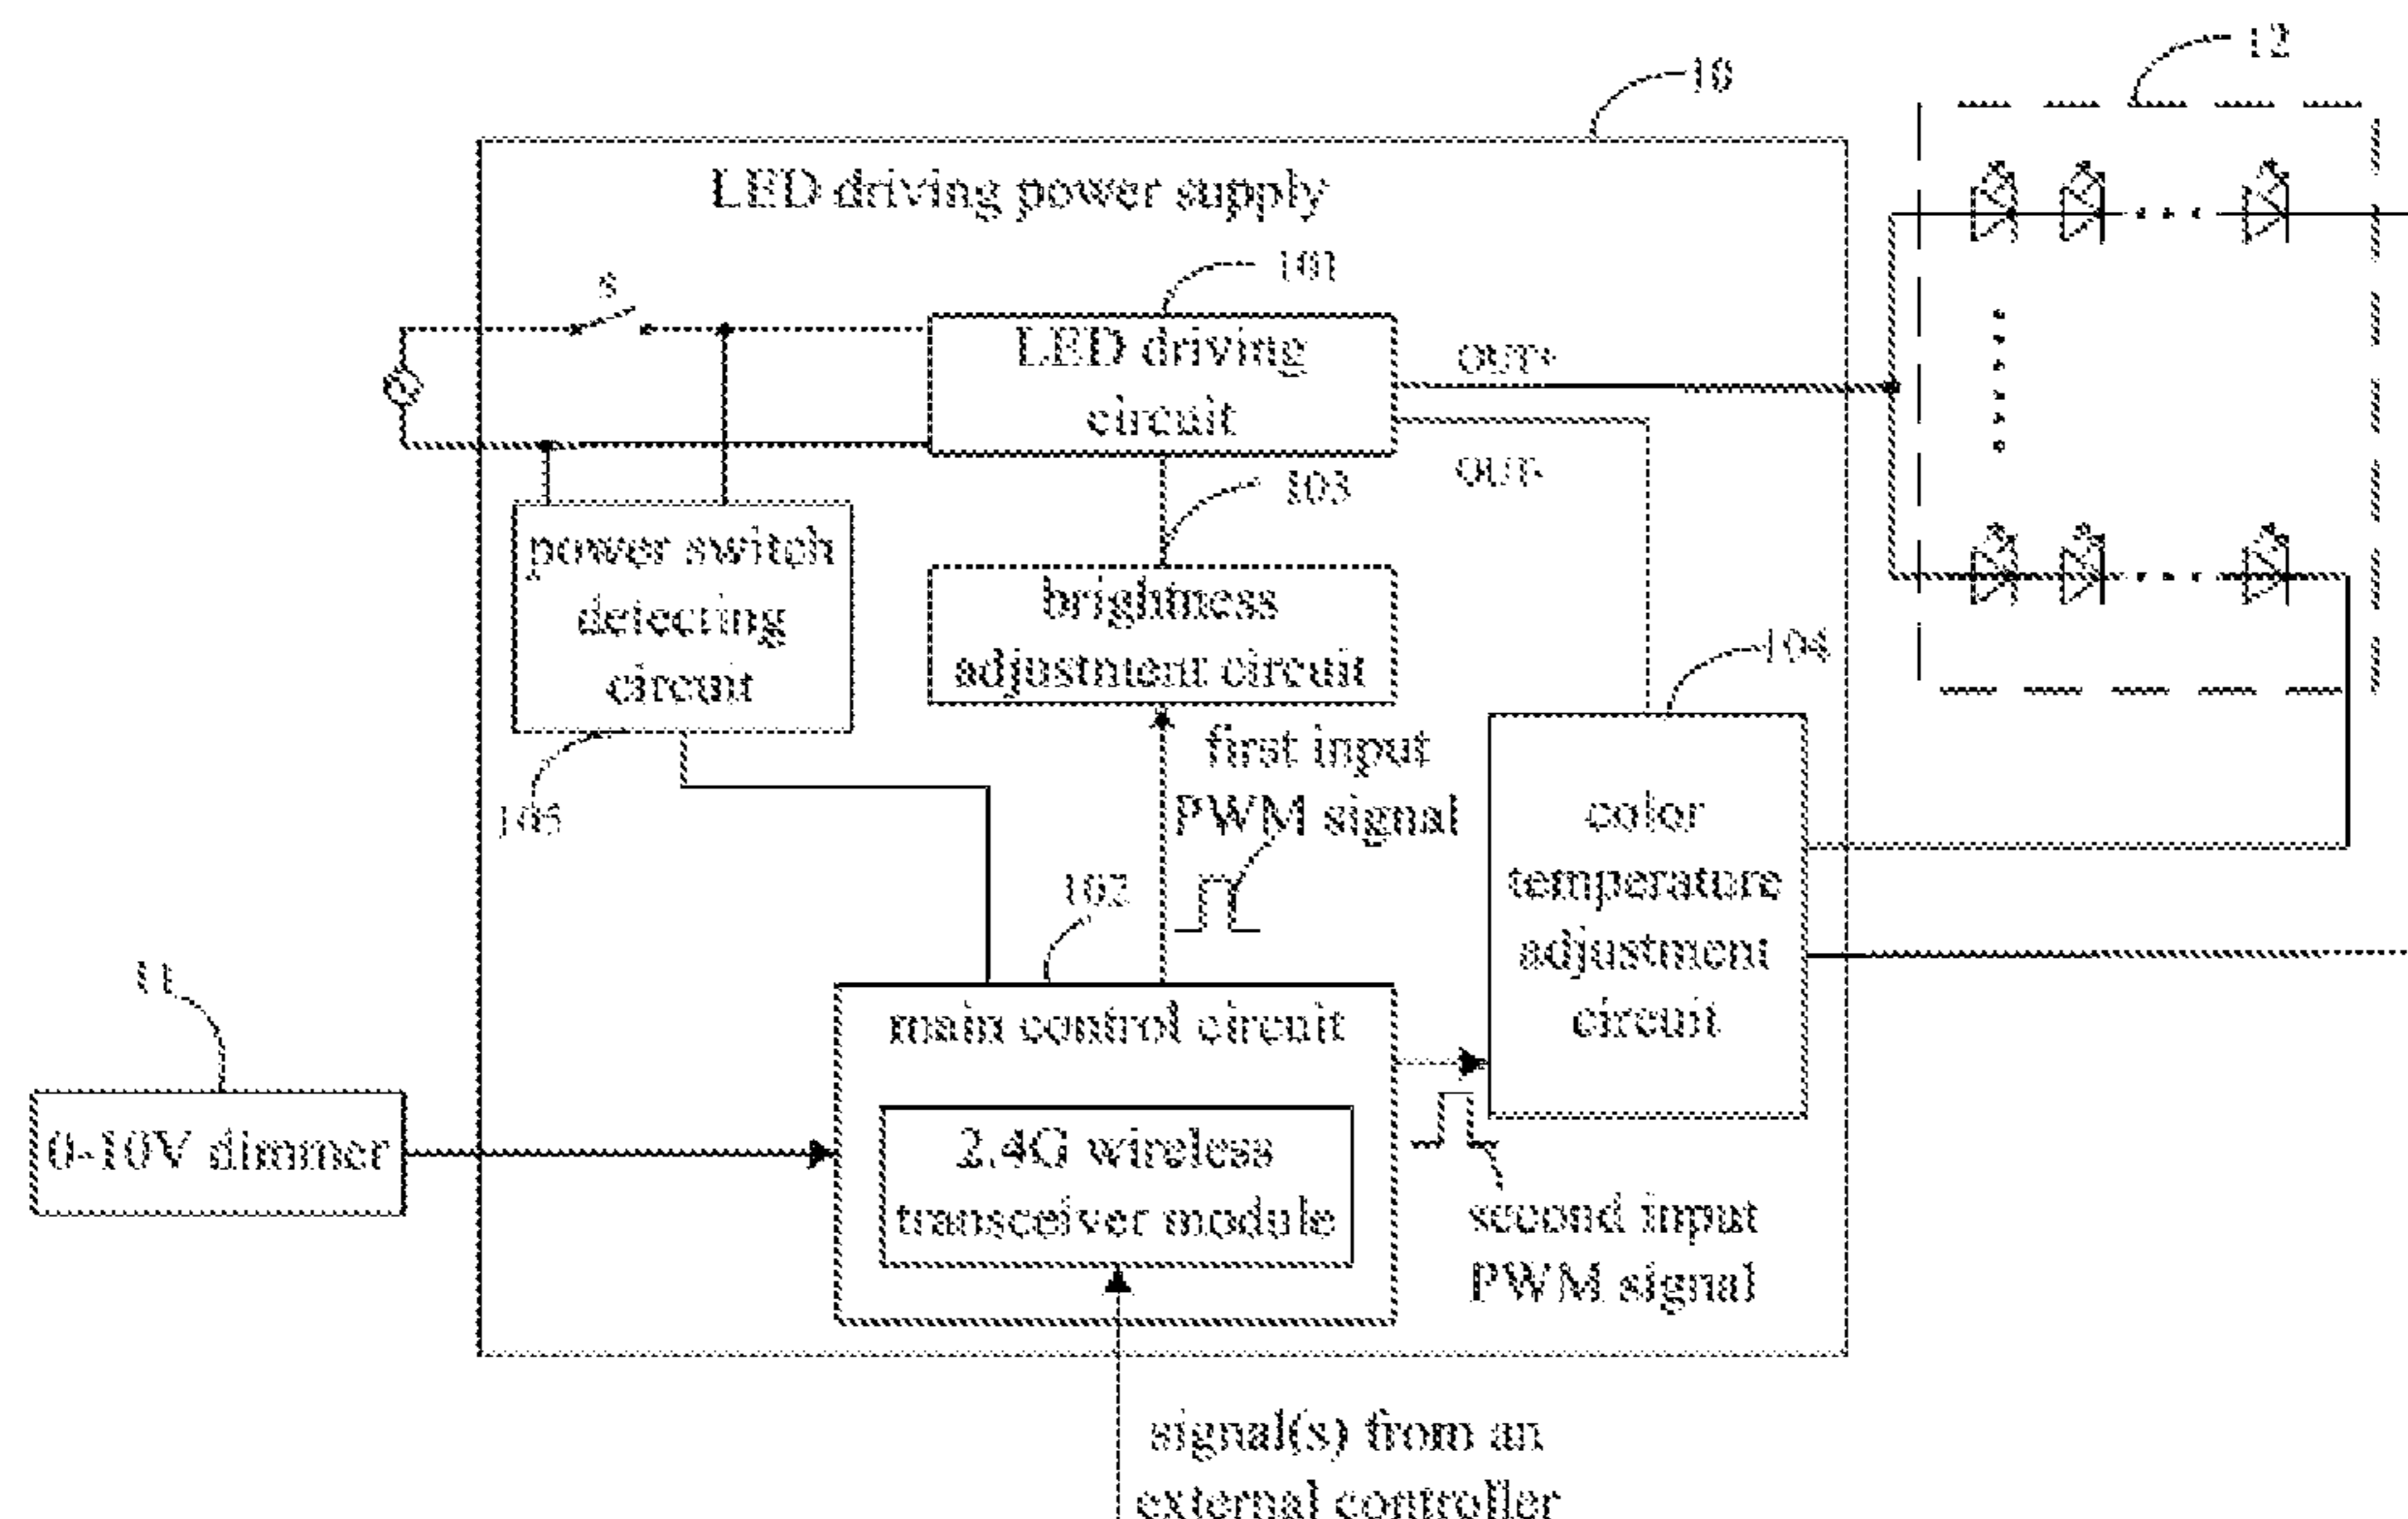 12
10
LED driving power supply
S
101
LED driving
circuit
OUT+
OUT-
103
power switch
detecting
circuit
brightness
adjustment circuit
104
first input
PWM signal
105
color
temperature
adjustment
circuit
102
11
main control circuit
0-10V dimmer
2.4G wireless
transceiver module
second input
PWM signal
signal(s) from an
external controller